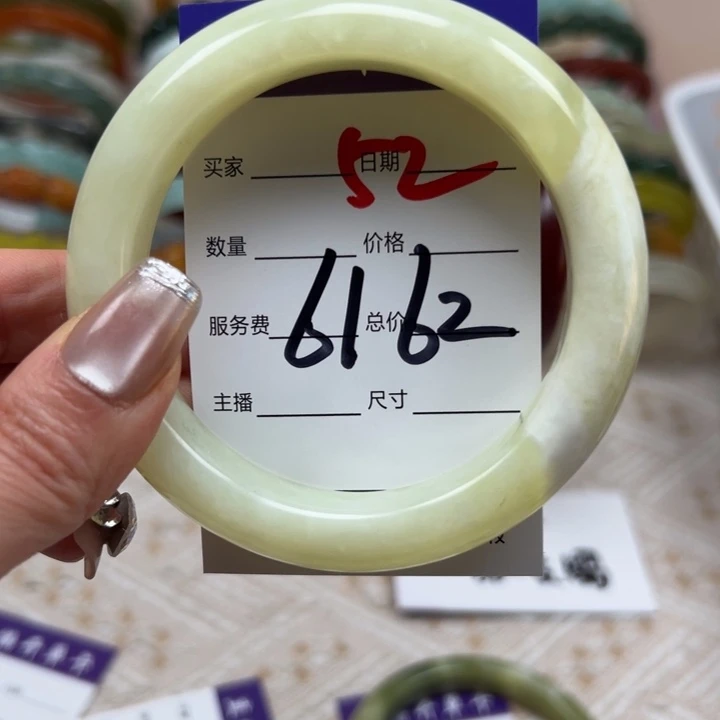 52
买家 日期
数量 价格
6162
服务费 总价
主播 尺寸